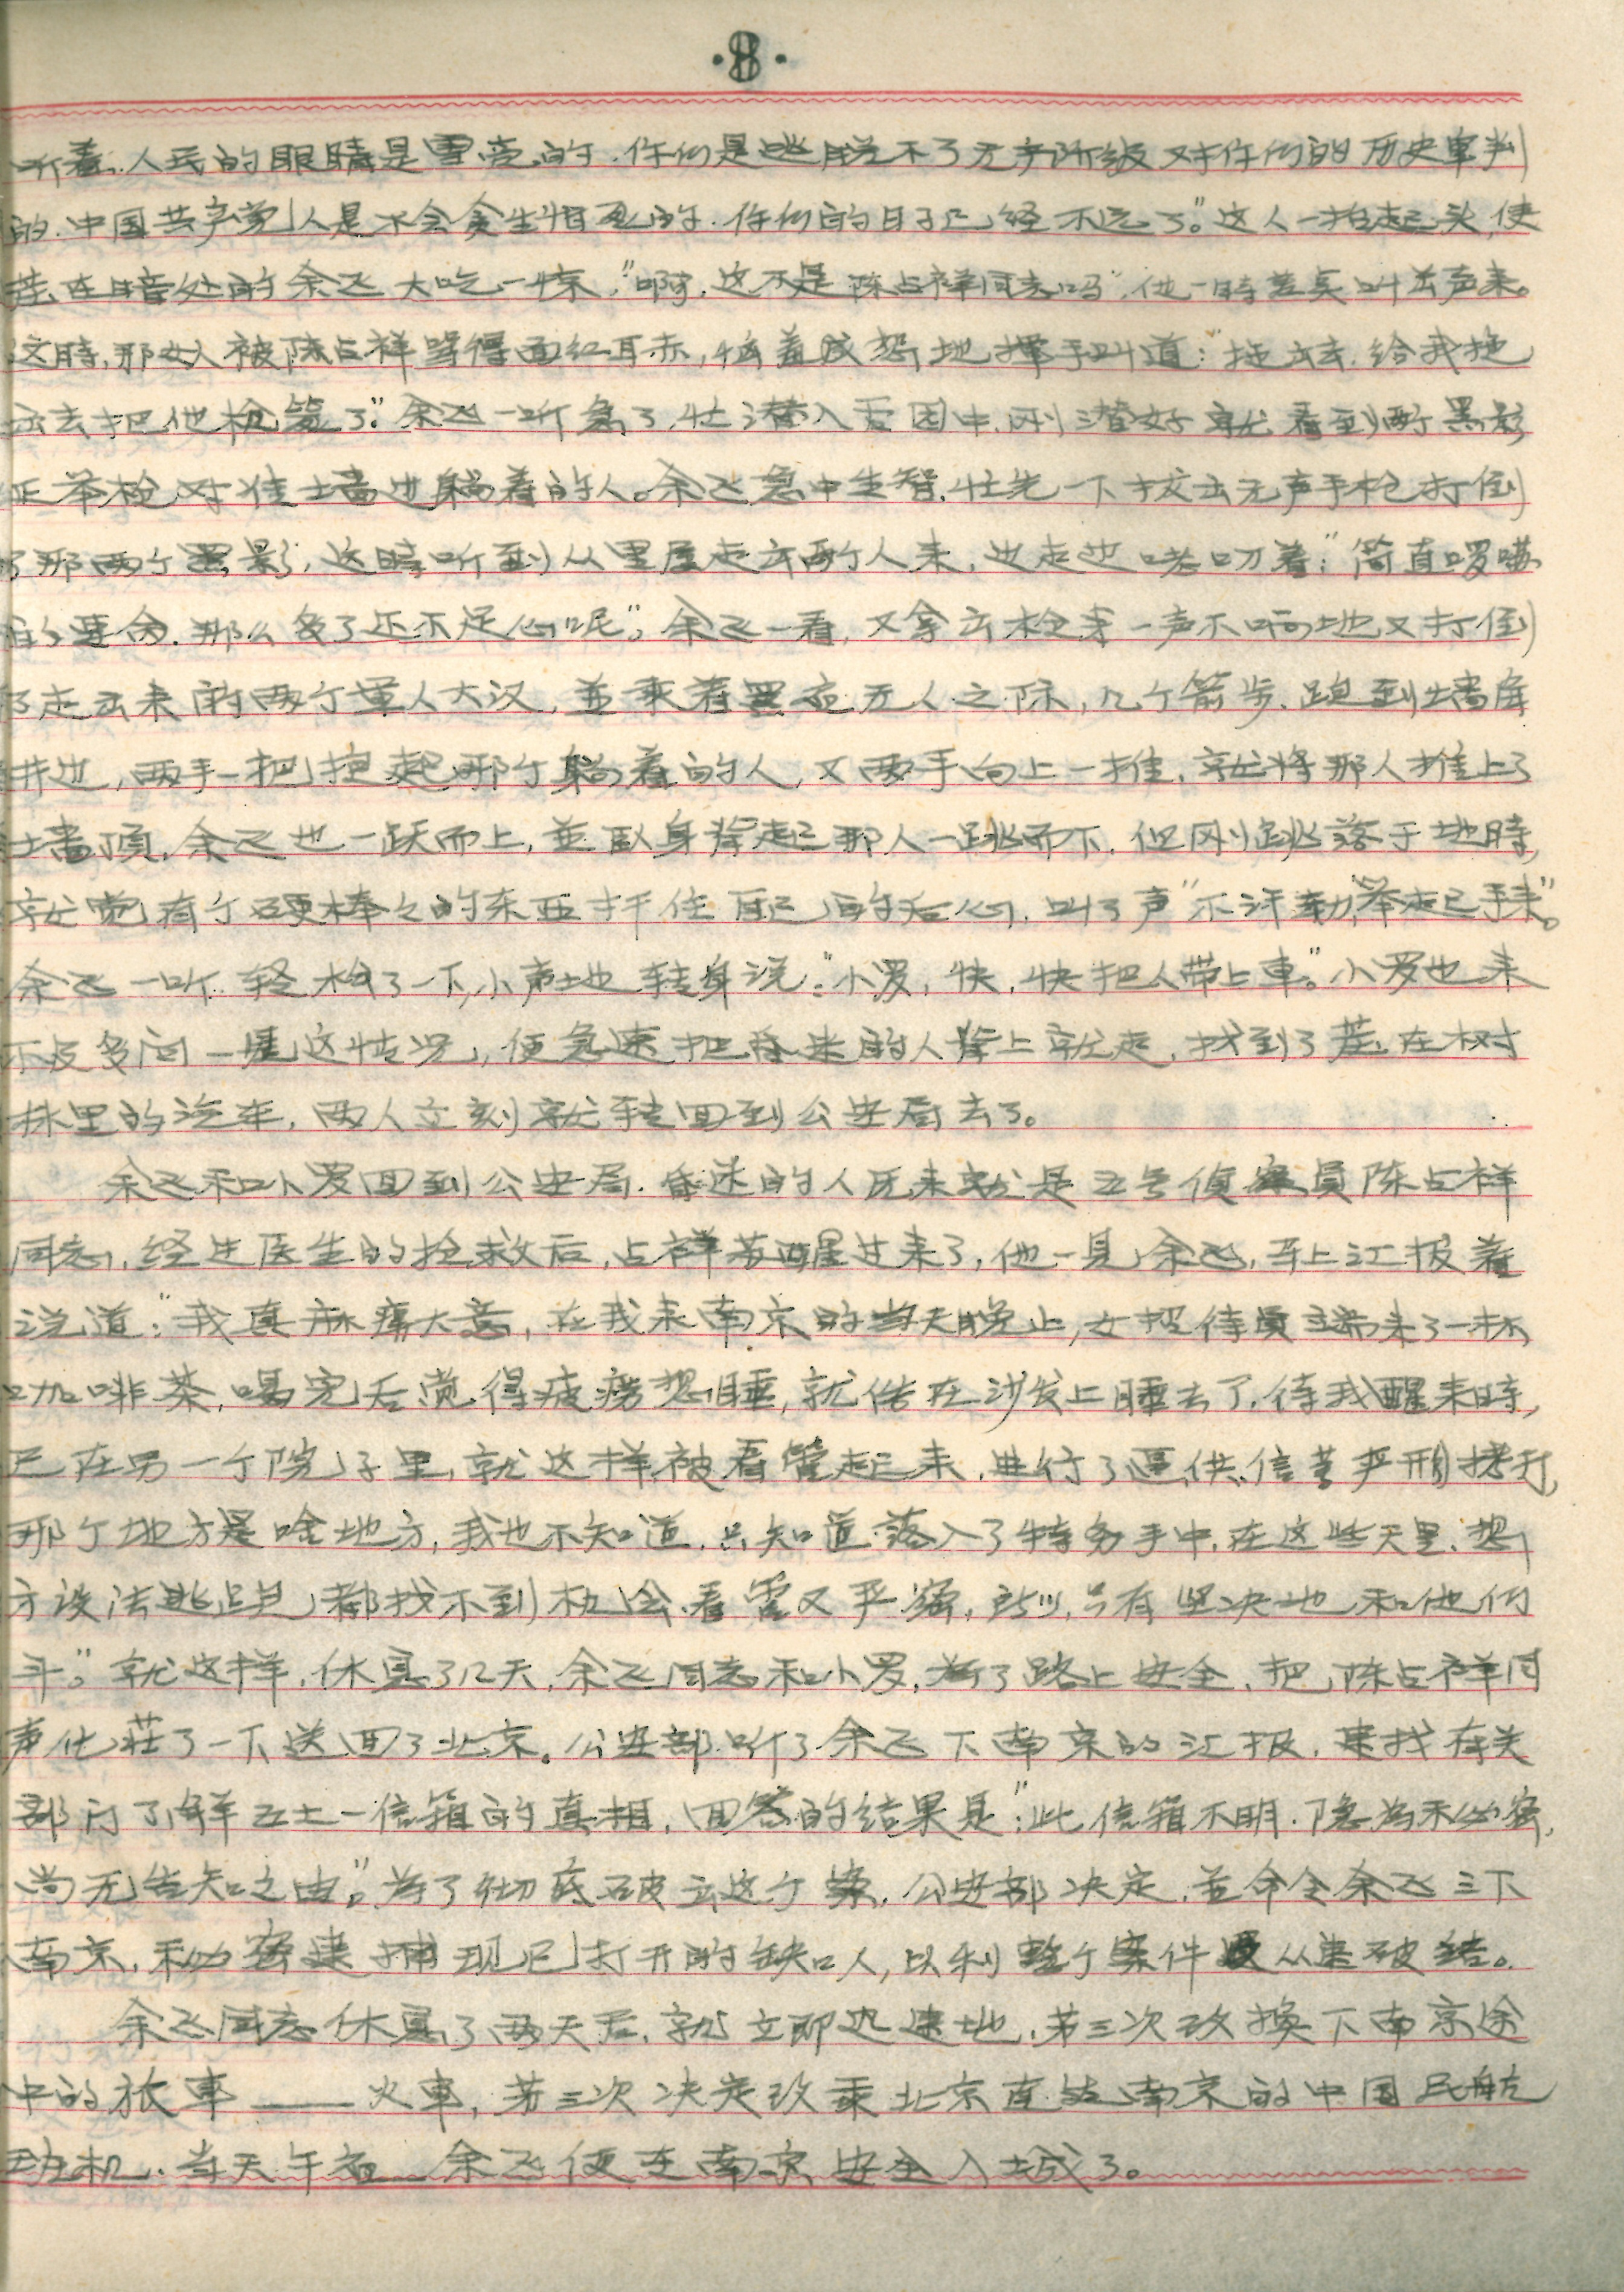 ·8·
听着,人民的眼睛是雪亮的.你们是逃脱不了无产阶级对你们的历史审判
的.中国共产党人是不会贪生怕死的.你们的日子已经不远了。"这人一抬起头,使
在暗处的余飞大吃一惊,"啊,这不是陈占祥同志吗",他一時差点叫出声来。
这時,那女人被陈占祥骂得面红耳赤,恼羞成怒地挥手叫道:"拖出去.给我拖
出去把他枪毙了"。余飞一听急了,忙潜入花园中,刚潜好就看到两个黑影
正举枪对准墙边躺着的人。余飞急中生智,忙先一下拔出无声手枪打倒
了那两个黑影,这時听到从里屋走出两个人来,边走边唠叨着:"简直啰嗦
的要命.那么多了还不足心呢",余飞一看,又拿出枪来一声不响地又打倒
了走出来的两个大汉,並乘着黑夜无人之际,几个箭步,跑到墙角
井边,两手一把抱起那个躺着的人,又两手向上一推,就将那人推上了
墙顶,余飞也一跃而上,並卧身背起那人一跳而下,但刚跳落于地時,
就觉有个硬棒々的东西扦住自己的后心,叫了声"不许动,举起手来"。
余飞一听.轻松了一下,小声地转身说:"小罗,快,快把人带上車"。小罗也来
不及多问一些这情况,便急速把昏迷的人背上就走,找到了在树
林里的汽车,两人立刻就转回到公安局去了。
余飞和小罗回到公安局.昏迷的人厡来就是五号偵察員陈占祥
同志,经过医生的抢救后,占祥苏醒过来了,他一見余飞,马上汇报着
说道:"我真麻痹大意,在我来南京的当天晚上,女招待員端来了一杯
咖啡茶,喝完后觉得疲痨想睡,就倦在沙发上睡去了.待我醒来時,
已在另一个院子里,就这样被看管起来,进行了逼供信苦严刑拷打,
那个地方是啥地方,我也不知道.只知道落入了特务手中,在这些天里,想
方设法逃跑,都找不到机会.看管又严密,所以,只有坚决地和他们
斗"。就这样,休息了几天,余飞同志和小罗,为了路上安全,把陈占祥同
声化莊了一下送回了北京。公安部听了余飞下南京的汇报,速找有关
部门了解五土一信箱的真相,回答的结果是":此信箱不明.隐为秘密,
尚无告知之由"。为了彻底破出这个案,公安部决定,並命令余飞三下
南京,秘密逮捕现已打开的缺口人,以利整个案件从速破结。
余飞同志休息了两天后,就立即迅速地,第三次改换下南京途
中的旅車——火車,第三次决定改乘北京直达南京的中国民航
机.当天午夜余飞便在南京安全入城了。